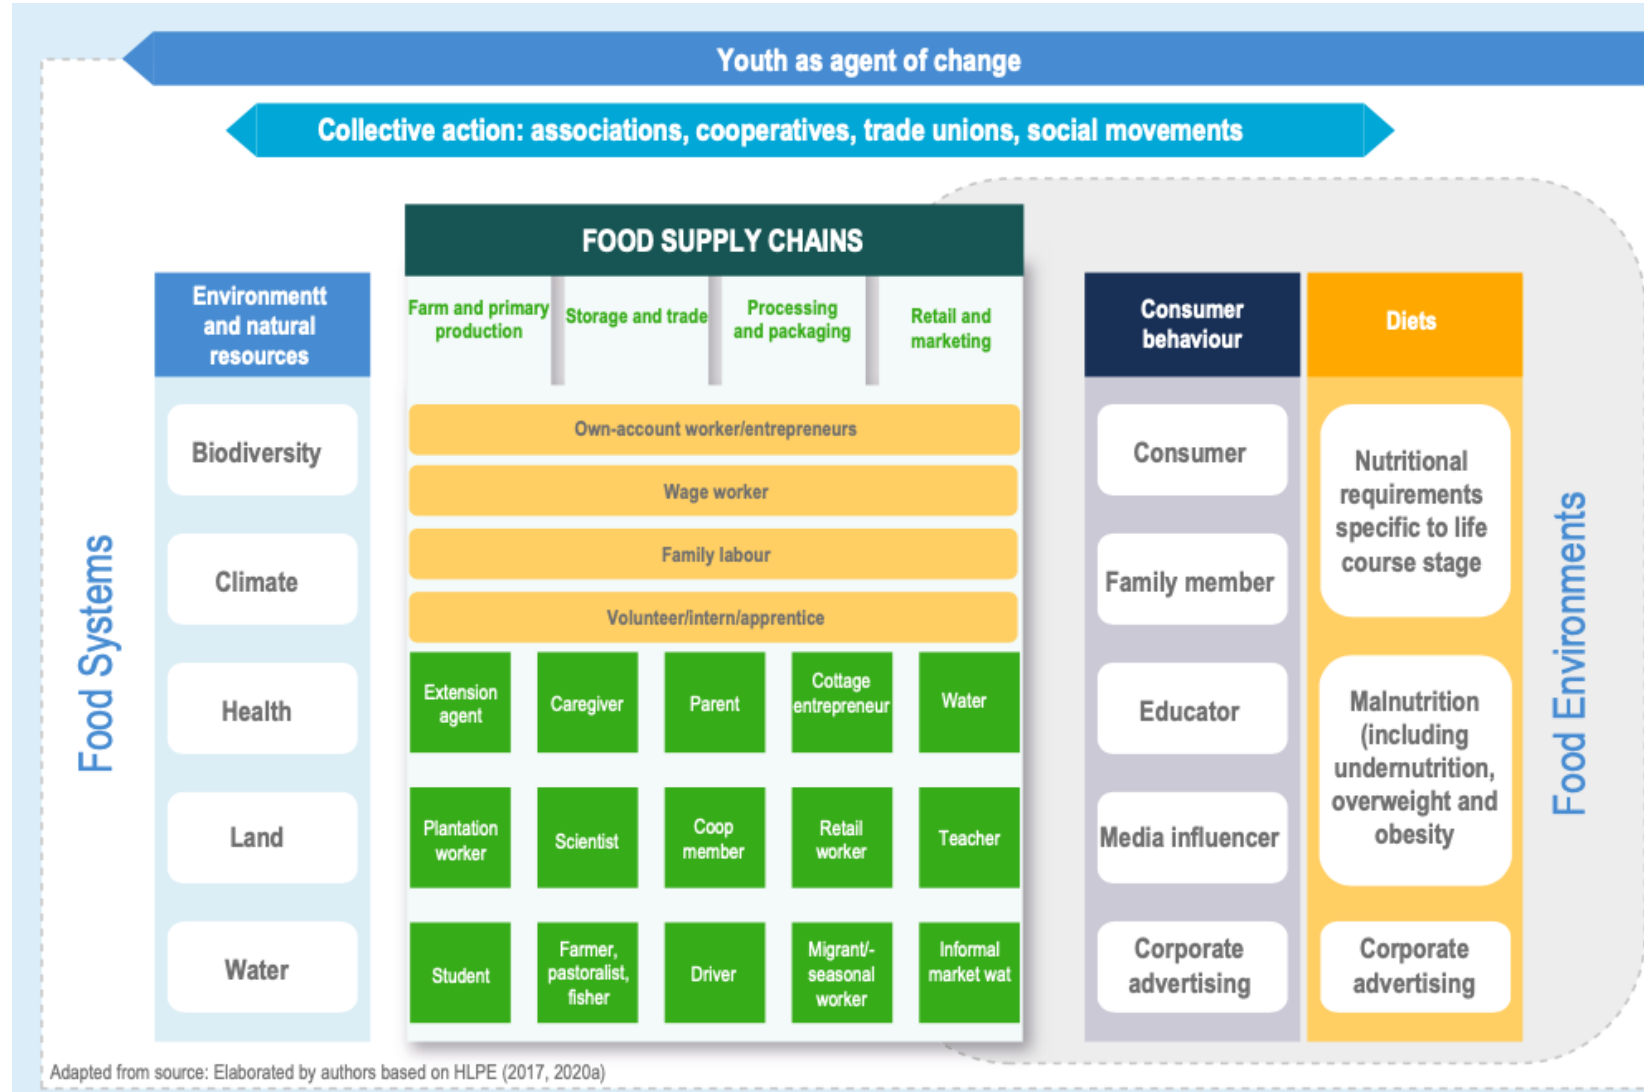 Youth as agent of change
Collective action: associations, cooperatives, trade unions, social movements
Food Systems
Environmentt
and natural
resources
Biodiversity
Climate
Health
Land
Water
FOOD SUPPLY CHAINS
Farm and primary
production
Storage and trade
Processing
and packaging
Retail and
marketing
Own-account worker/entrepreneurs
Wage worker
Family labour
Volunteer/intern/apprentice
Extension
agent
Caregiver
Parent
Cottage
entrepreneur
Water
Plantation
worker
Scientist
Coop
member
Retail
worker
Teacher
Student
Farmer,
pastoralist,
fisher
Driver
Migrant/-
seasonal
worker
Informal
market wat
Consumer
behaviour
Consumer
Family member
Educator
Media influencer
Corporate
advertising
Diets
Nutritional
requirements
specific to life
course stage
Malnutrition
(including
undernutrition,
overweight and
obesity
Corporate
advertising
Food Environments
Adapted from source: Elaborated by authors based on HLPE (2017, 2020a)